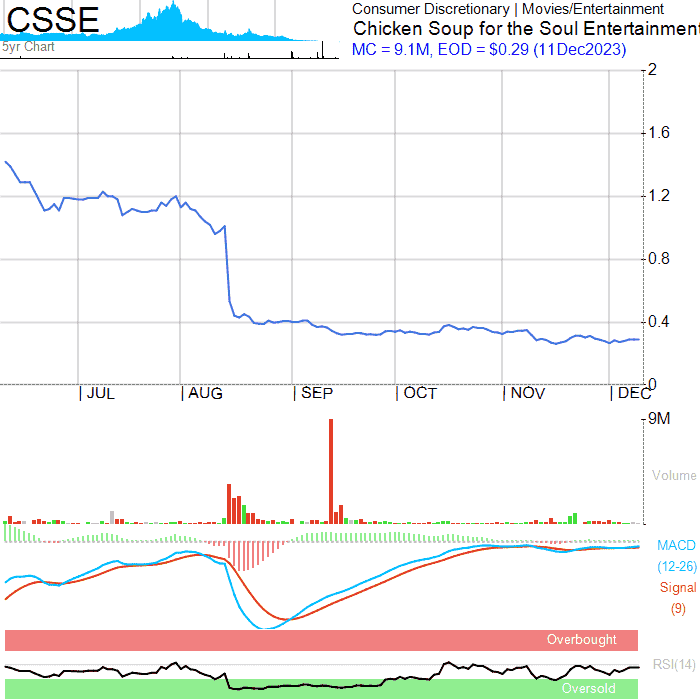 CSSE
Consumer Discretionary | Movies/Entertainment
Chicken Soup for the Soul Entertainment
5yr Chart
MC = 9.1M, EOD = $0.29 (11Dec2023)
2
1.6
1.2
0.8
0.4
0
JUL AUG SEP OCT NOV DEC
9M
Volume
MACD
(12-26)
Signal
(9)
Overbought
RSI(14)
Oversold